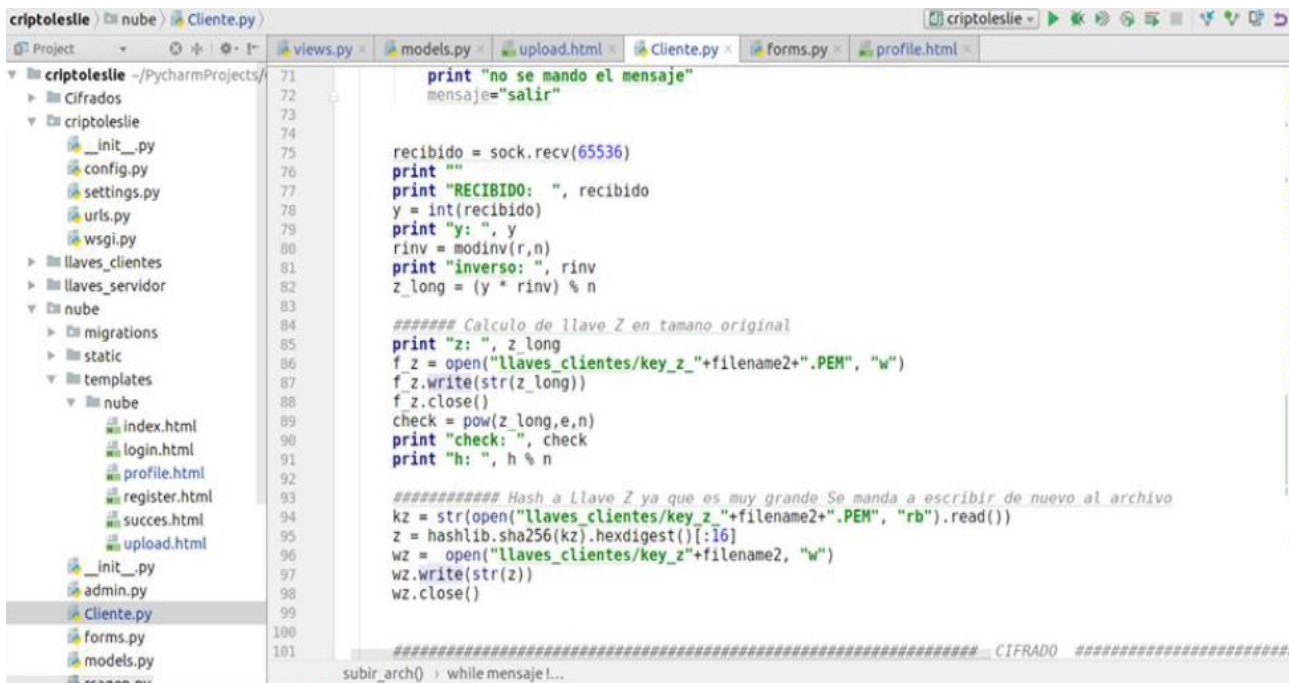 criptoleslie nube Cliente.py criptoleslie
Project views.py models.py upload.html Cliente.py forms.py profile.html
criptoleslie ~/PycharmProjects/
Cifrados
criptoleslie
__init__.py
config.py
settings.py
urls.py
wsgi.py
llaves_clientes
llaves_servidor
nube
migrations
static
templates
nube
index.html
login.html
profile.html
register.html
succes.html
upload.html
__init__.py
admin.py
Cliente.py
forms.py
models.py
71 print "no se mando el mensaje"
72 mensaje="salir"
73
74
75 recibido = sock.recv(65536)
76 print ""
77 print "RECIBIDO:  ", recibido
78 y = int(recibido)
79 print "y: ", y
80 rinv = modinv(r,n)
81 print "inverso: ", rinv
82 z_long = (y * rinv) % n
83
84 ####### Calculo de llave Z en tamano original
85 print "z: ", z_long
86 f_z = open("llaves_clientes/key_z_"+filename2+".PEM", "w")
87 f_z.write(str(z_long))
88 f_z.close()
89 check = pow(z_long,e,n)
90 print "check: ", check
91 print "h: ", h % n
92
93 ############ Hash a Llave Z ya que es muy grande Se manda a escribir de nuevo al archivo
94 kz = str(open("llaves_clientes/key_z_"+filename2+".PEM", "rb").read())
95 z = hashlib.sha256(kz).hexdigest()[:16]
96 wz =  open("llaves_clientes/key_z"+filename2, "w")
97 wz.write(str(z))
98 wz.close()
99
100
101 ################################################################## CIFRADO ########################
subir_arch() while mensaje !...